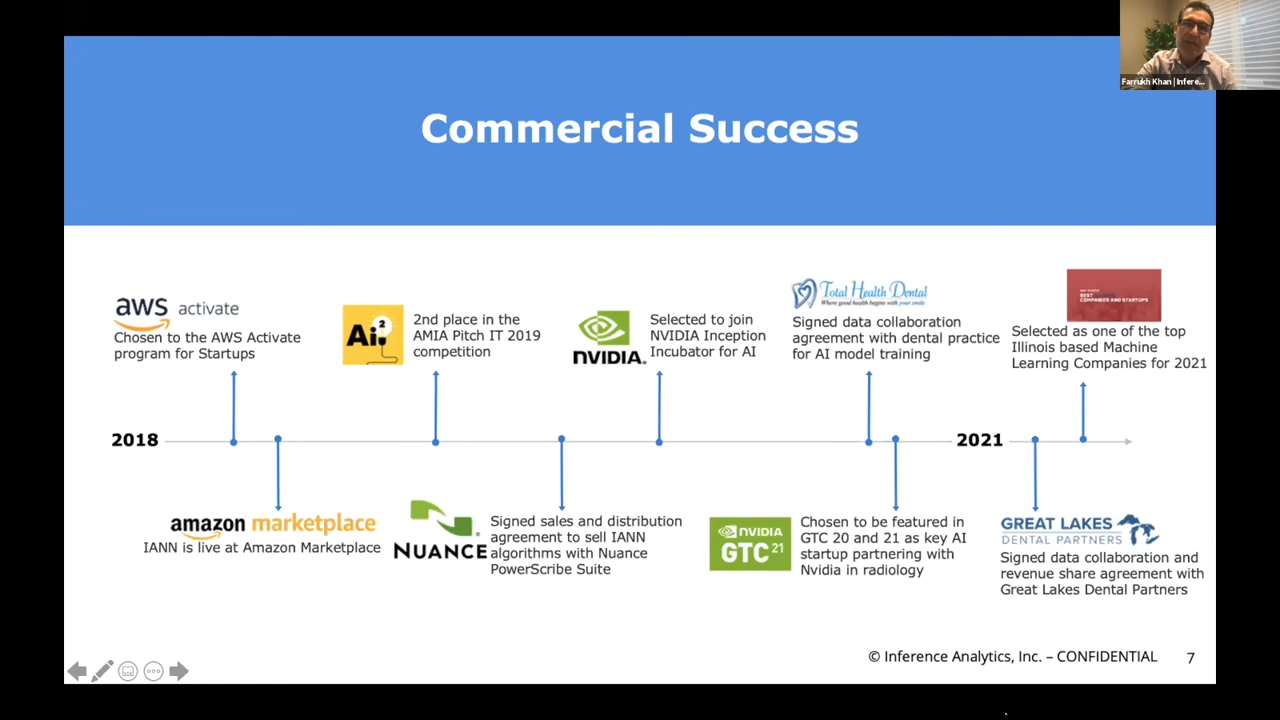 Farrukh Khan | Infere...
Commercial Success
aws activate
Chosen to the AWS Activate
program for Startups
Ai2
2nd place in the
AMIA Pitch IT 2019
competition
NVIDIA.
Selected to join
NVIDIA Inception
Incubator for AI
Total Health Dental
Where good health begins with your smile
Signed data collaboration
agreement with dental practice
for AI model training
BEST
COMPANIES AND STARTUPS
Selected as one of the top
Illinois based Machine
Learning Companies for 2021
2018
2021
amazon marketplace
IANN is live at Amazon Marketplace
NUANCE
Signed sales and distribution
agreement to sell IANN
algorithms with Nuance
PowerScribe Suite
NVIDIA
GTC 21
Chosen to be featured in
GTC 20 and 21 as key AI
startup partnering with
Nvidia in radiology
GREAT LAKES
DENTAL PARTNERS
Signed data collaboration and
revenue share agreement with
Great Lakes Dental Partners
© Inference Analytics, Inc. – CONFIDENTIAL
7